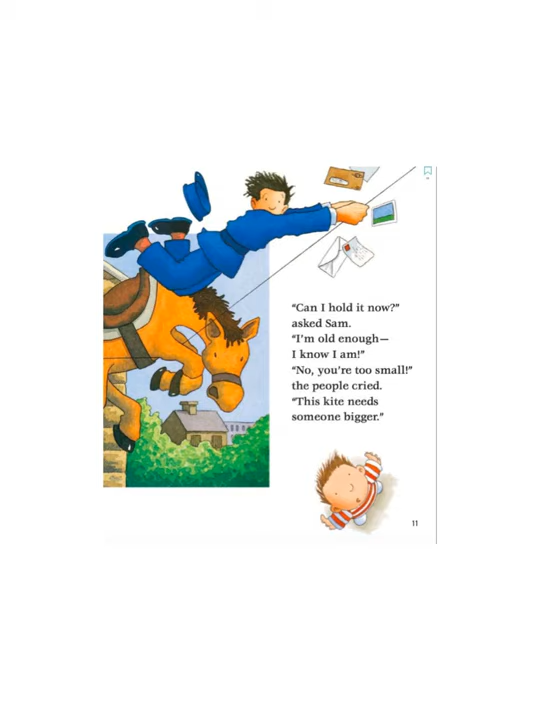 "Can I hold it now?"
asked Sam.
"I'm old enough—
I know I am!"
"No, you're too small!"
the people cried.
"This kite needs
someone bigger."
11